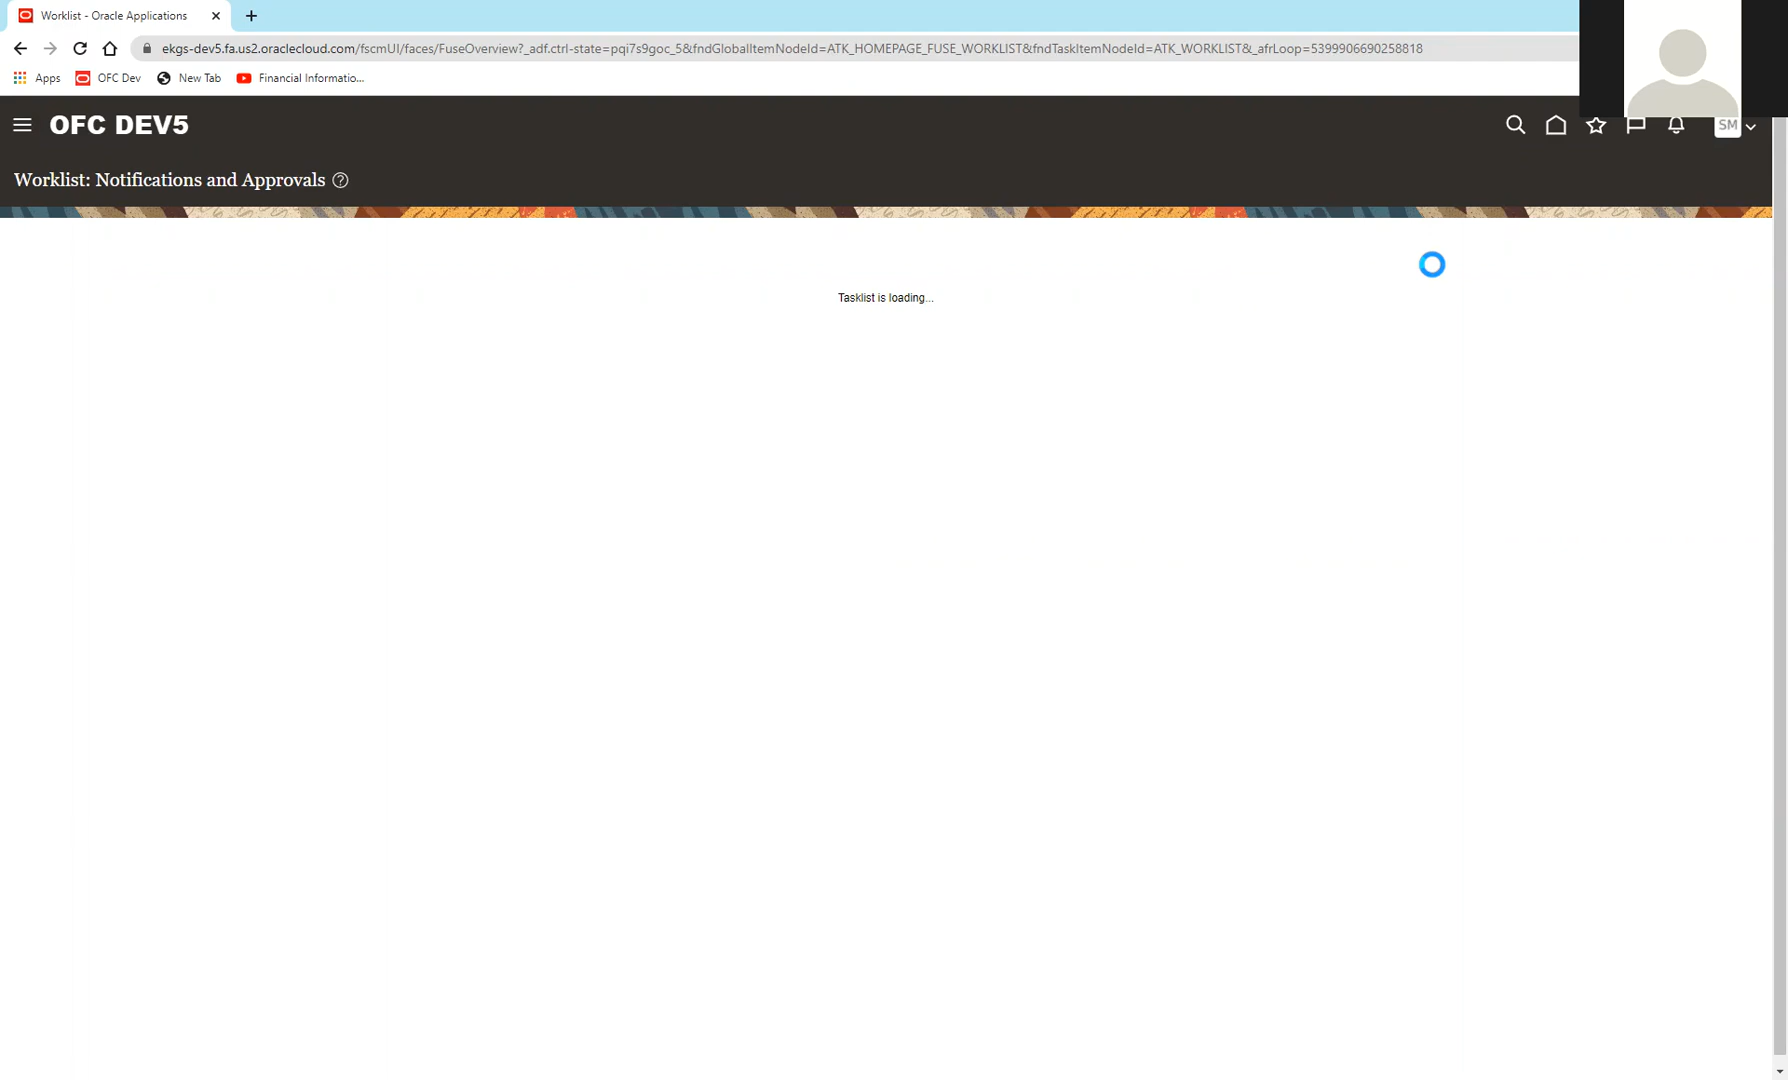 Worklist - Oracle Applications
ekgs-dev5.fa.us2.oraclecloud.com/fscmUI/faces/FuseOverview?_adf.ctrl-state=pqi7s9goc_5&fndGlobalItemNodeId=ATK_HOMEPAGE_FUSE_WORKLIST&fndTaskItemNodeId=ATK_WORKLIST&_afrLoop=5399906690258818
Apps OFC Dev New Tab Financial Informatio...
OFC DEV5
SM
Worklist: Notifications and Approvals ?
Tasklist is loading...